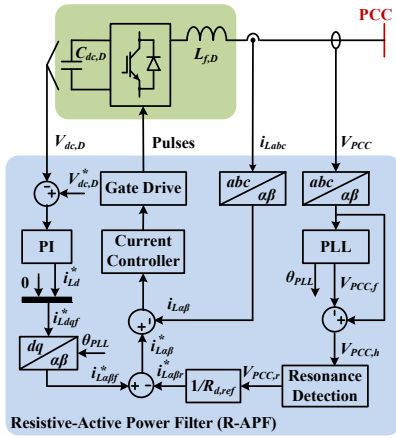 PCC
C_{dc,D}
L_{f,D}
V_{dc,D}
Pulses
i_{Labc}
V_{PCC}
V^*_{dc,D}
Gate Drive
abc
αβ
abc
αβ
PI
Current
Controller
PLL
0
i^*_{Ld}
i_{Lαβ}
θ_{PLL}
V_{PCC,f}
i^*_{Ldqf}
dq
αβ
θ_{PLL}
i^*_{Lαβ}
V_{PCC,h}
i^*_{Lαβf}
i^*_{Lαβr}
1/R_{d,ref}
V_{PCC,r}
Resonance
Detection
Resistive-Active Power Filter (R-APF)